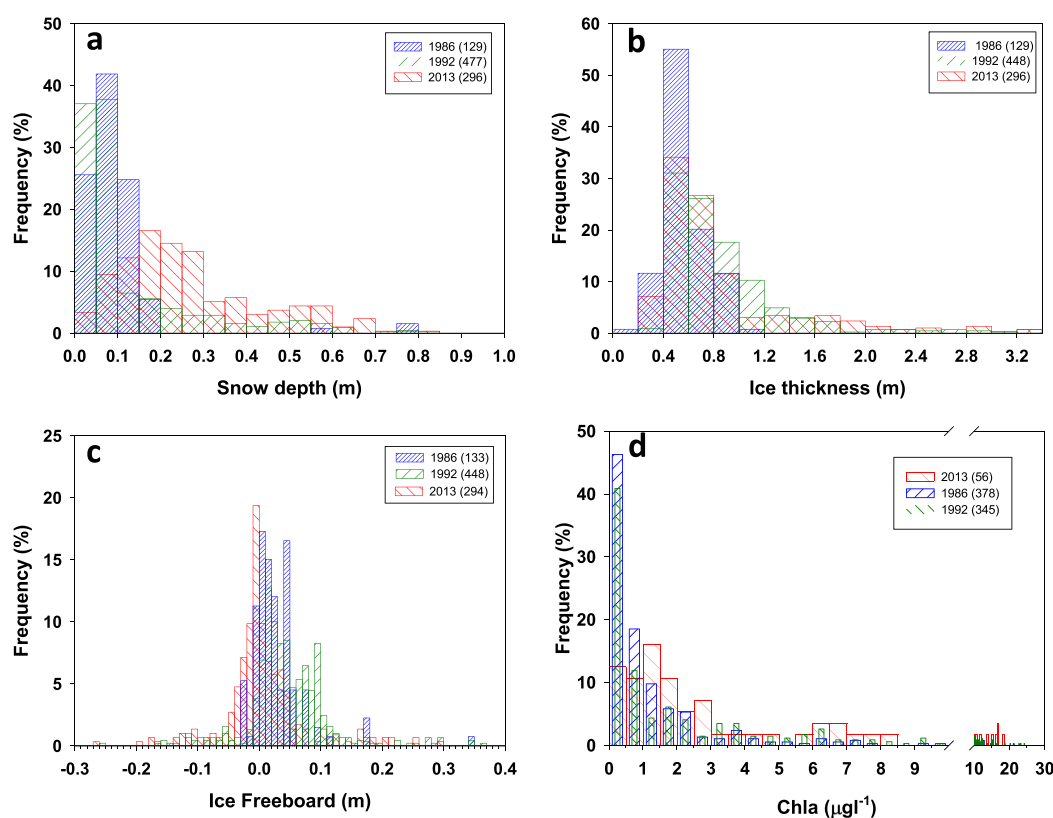 a
50
40
30
20
10
0
Frequency (%)
0.0 0.1 0.2 0.3 0.4 0.5 0.6 0.7 0.8 0.9 1.0
Snow depth (m)
1986 (129)
1992 (477)
2013 (296)
b
60
50
40
30
20
10
0
Frequency (%)
0.0 0.4 0.8 1.2 1.6 2.0 2.4 2.8 3.2
Ice thickness (m)
1986 (129)
1992 (448)
2013 (296)
c
25
20
15
10
5
0
Frequency (%)
-0.3 -0.2 -0.1 0.0 0.1 0.2 0.3 0.4
Ice Freeboard (m)
1986 (133)
1992 (448)
2013 (294)
d
50
40
30
20
10
0
Frequency (%)
0 1 2 3 4 5 6 7 8 9 10 20 30
Chla (μgl⁻¹)
2013 (56)
1986 (378)
1992 (345)